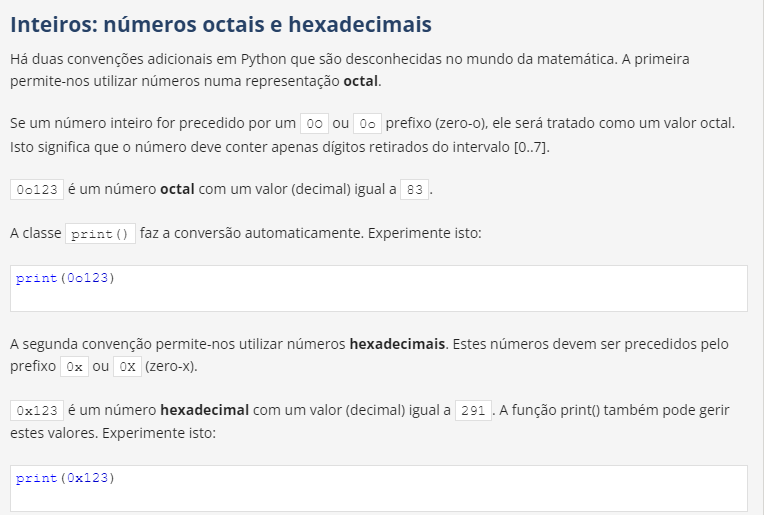 Inteiros: números octais e hexadecimais
Há duas convenções adicionais em Python que são desconhecidas no mundo da matemática. A primeira
permite-nos utilizar números numa representação octal.
Se um número inteiro for precedido por um 0O ou 0o prefixo (zero-o), ele será tratado como um valor octal.
Isto significa que o número deve conter apenas dígitos retirados do intervalo [0..7].
0o123 é um número octal com um valor (decimal) igual a 83.
A classe print() faz a conversão automaticamente. Experimente isto:
print(0o123)
A segunda convenção permite-nos utilizar números hexadecimais. Estes números devem ser precedidos pelo
prefixo 0x ou 0X (zero-x).
0x123 é um número hexadecimal com um valor (decimal) igual a 291. A função print() também pode gerir
estes valores. Experimente isto:
print(0x123)